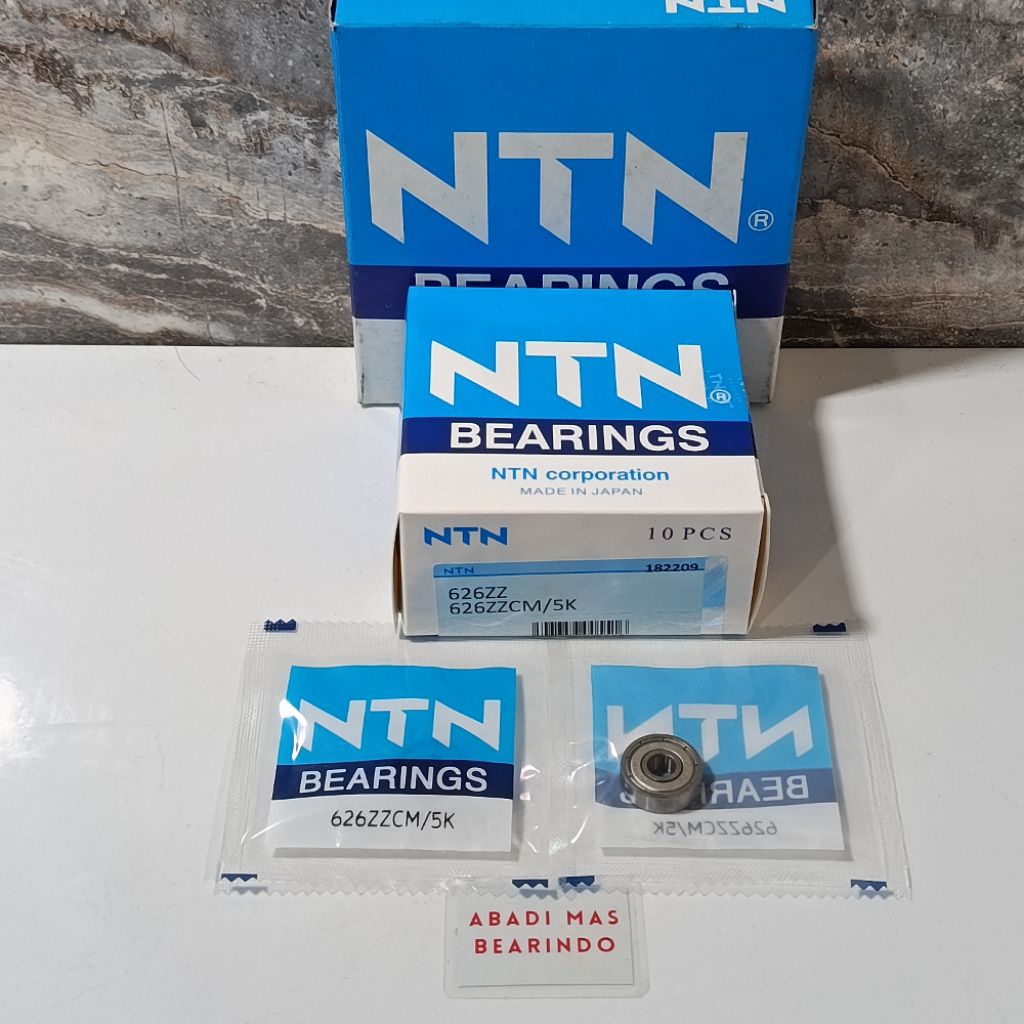 NTN
NTN®
BEARINGS
NTN®
BEARINGS
NTN corporation
MADE IN JAPAN
NTN 10 PCS
NTN 182209
626ZZ
626ZZCM/5K
NTN
BEARINGS
626ZZCM/5K
NTN
BEARINGS
626ZZCM/5K
ABADI MAS
BEARINDO